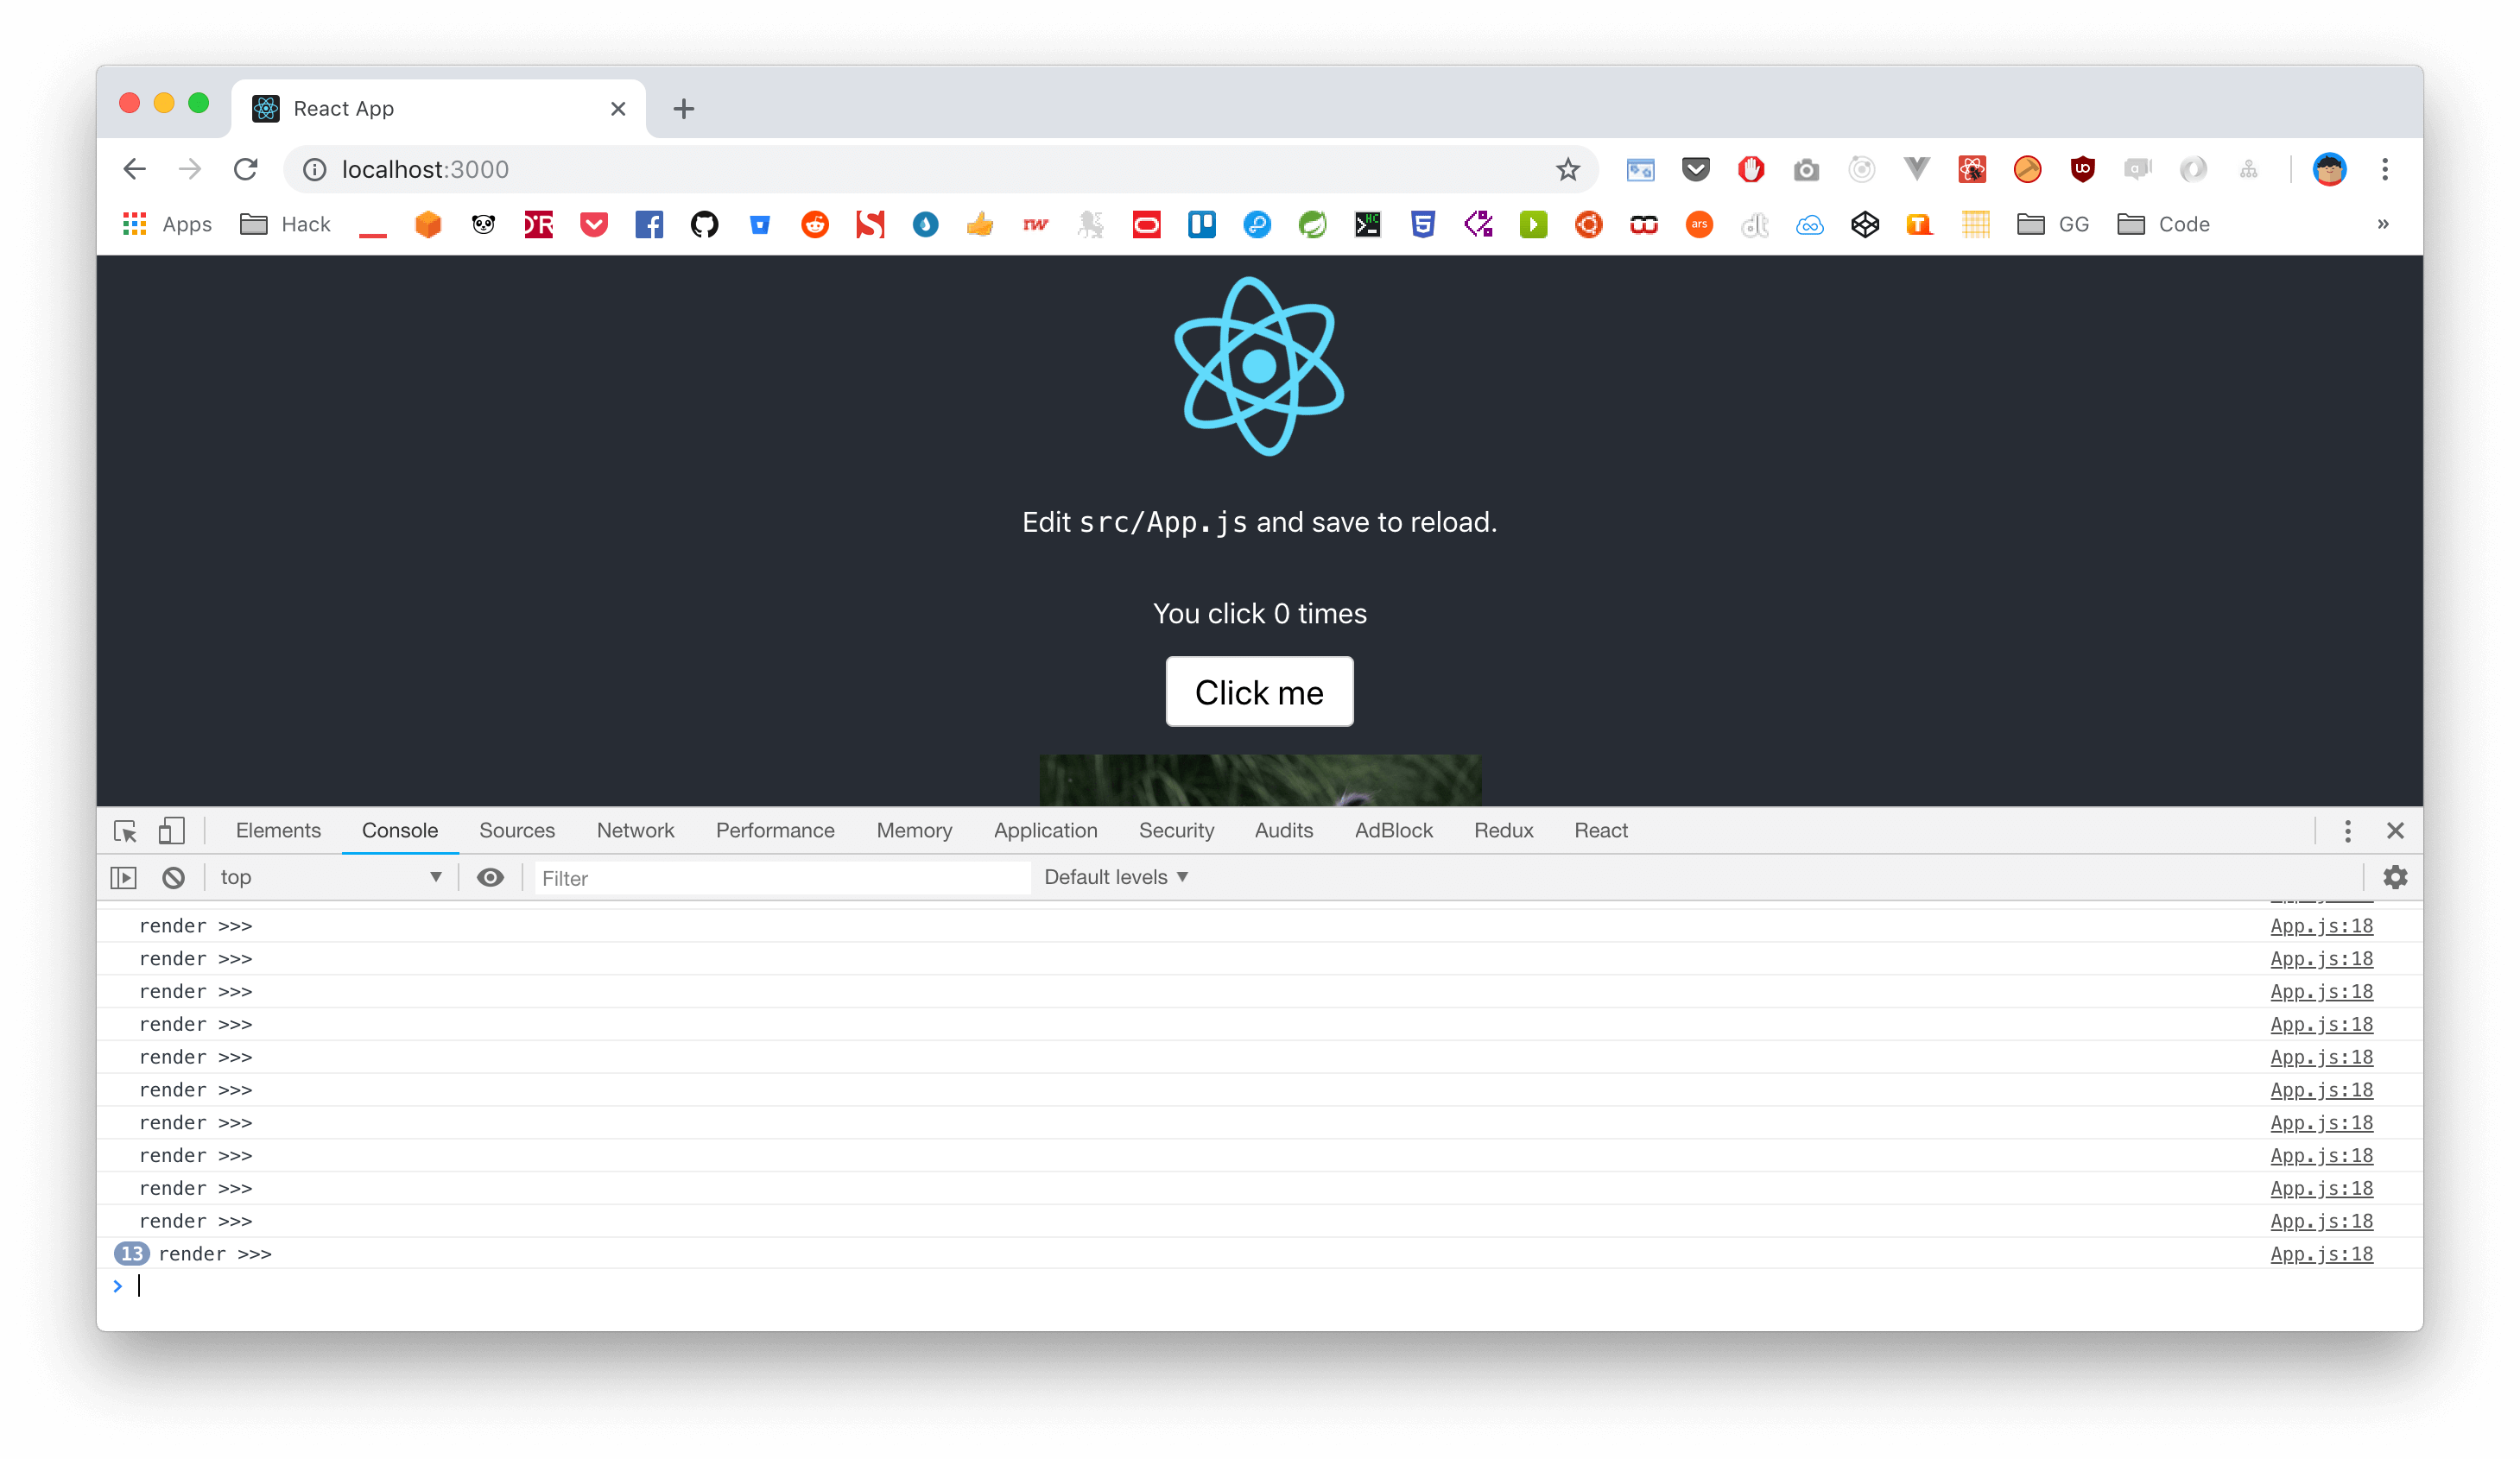 React App
localhost:3000
Apps Hack GG Code »
Edit src/App.js and save to reload.
You click 0 times
Click me
Elements Console Sources Network Performance Memory Application Security Audits AdBlock Redux React
top Filter Default levels
render >>> App.js:18
render >>> App.js:18
render >>> App.js:18
render >>> App.js:18
render >>> App.js:18
render >>> App.js:18
render >>> App.js:18
render >>> App.js:18
render >>> App.js:18
render >>> App.js:18
13 render >>> App.js:18
>